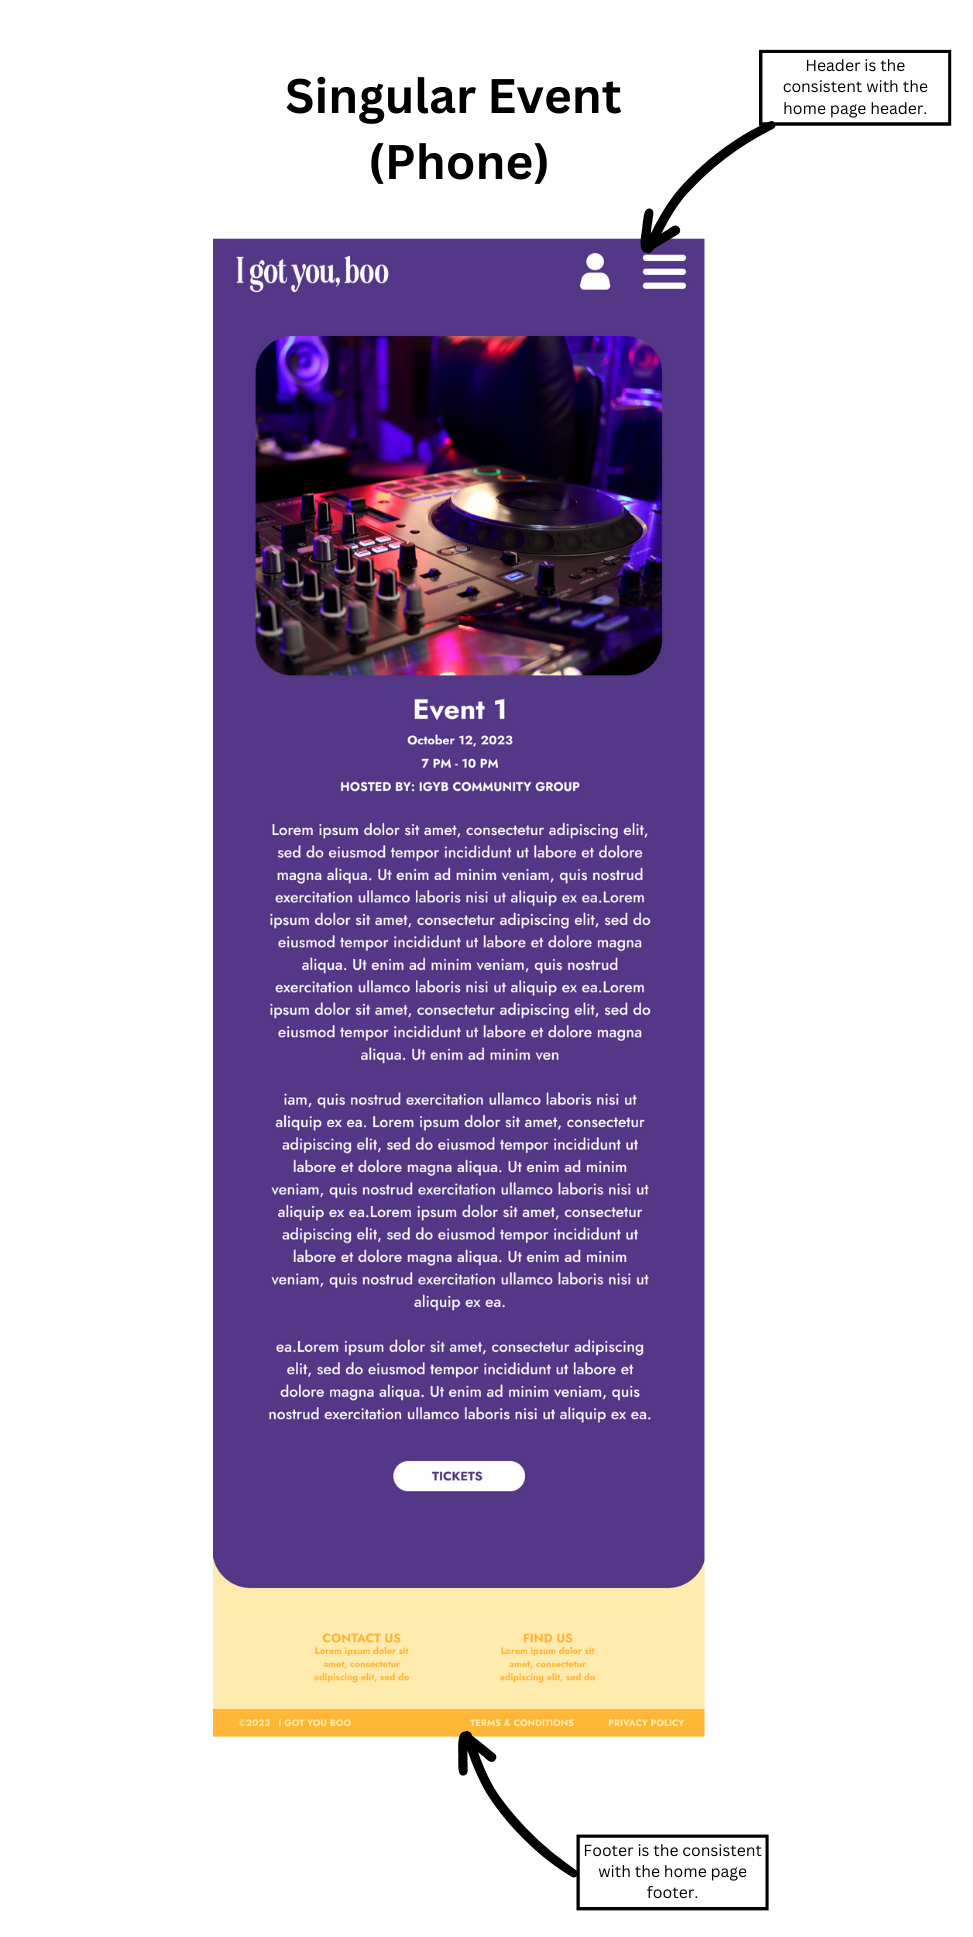 Singular Event
(Phone)
Header is the
consistent with the
home page header.
I got you, boo
Event 1
October 12, 2023
7 PM - 10 PM
HOSTED BY: IGYB COMMUNITY GROUP
Lorem ipsum dolor sit amet, consectetur adipiscing elit,
sed do eiusmod tempor incididunt ut labore et dolore
magna aliqua. Ut enim ad minim veniam, quis nostrud
exercitation ullamco laboris nisi ut aliquip ex ea.Lorem
ipsum dolor sit amet, consectetur adipiscing elit, sed do
eiusmod tempor incididunt ut labore et dolore magna
aliqua. Ut enim ad minim veniam, quis nostrud
exercitation ullamco laboris nisi ut aliquip ex ea.Lorem
ipsum dolor sit amet, consectetur adipiscing elit, sed do
eiusmod tempor incididunt ut labore et dolore magna
aliqua. Ut enim ad minim ven
iam, quis nostrud exercitation ullamco laboris nisi ut
aliquip ex ea. Lorem ipsum dolor sit amet, consectetur
adipiscing elit, sed do eiusmod tempor incididunt ut
labore et dolore magna aliqua. Ut enim ad minim
veniam, quis nostrud exercitation ullamco laboris nisi ut
aliquip ex ea.Lorem ipsum dolor sit amet, consectetur
adipiscing elit, sed do eiusmod tempor incididunt ut
labore et dolore magna aliqua. Ut enim ad minim
veniam, quis nostrud exercitation ullamco laboris nisi ut
aliquip ex ea.
ea.Lorem ipsum dolor sit amet, consectetur adipiscing
elit, sed do eiusmod tempor incididunt ut labore et
dolore magna aliqua. Ut enim ad minim veniam, quis
nostrud exercitation ullamco laboris nisi ut aliquip ex ea.
TICKETS
CONTACT US
Lorem ipsum dolor sit
amet, consectetur
adipiscing elit, sed do
FIND US
Lorem ipsum dolor sit
amet, consectetur
adipiscing elit, sed do
©2023 I GOT YOU BOO
TERMS & CONDITIONS
PRIVACY POLICY
Footer is the consistent
with the home page
footer.